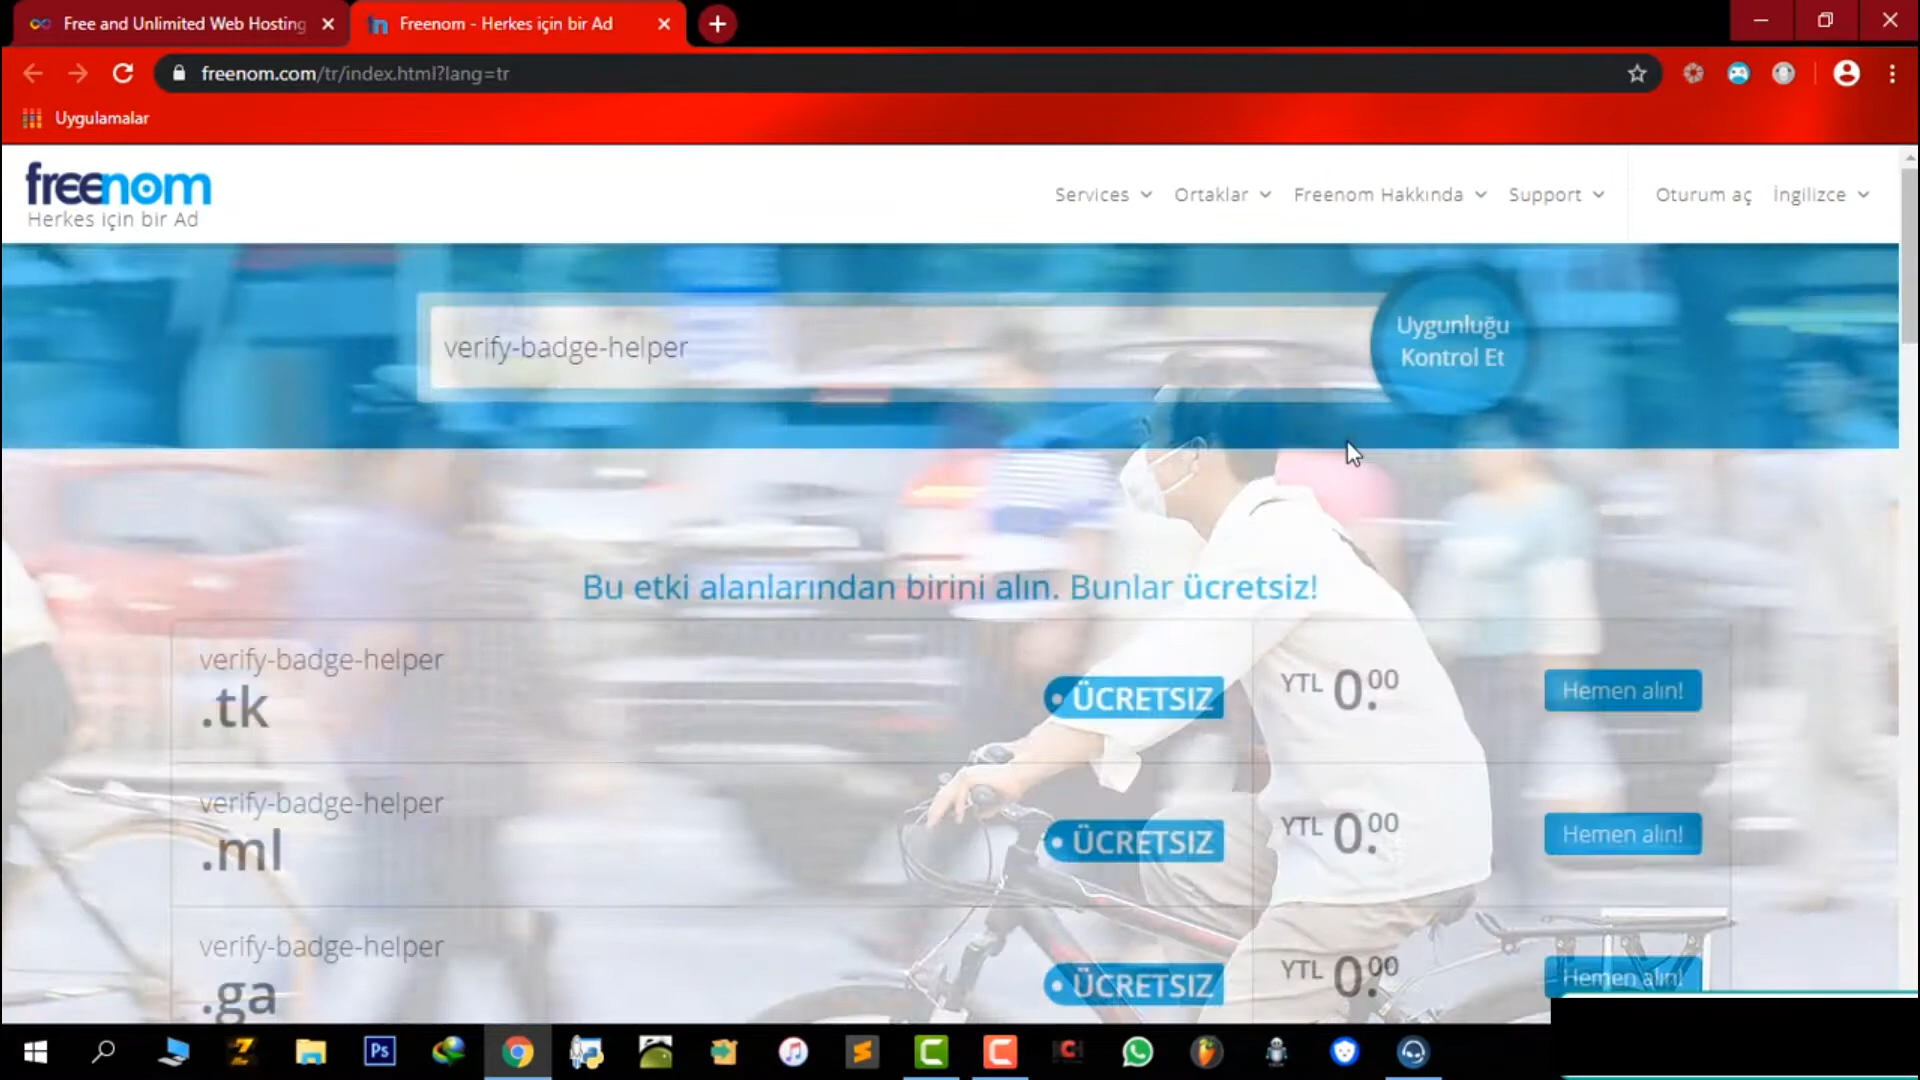 Free and Unlimited Web Hosting
Freenom - Herkes için bir Ad
freenom.com/tr/index.html?lang=tr
Uygulamalar
freenom
Herkes için bir Ad
Services
Ortaklar
Freenom Hakkında
Support
Oturum aç
İngilizce
verify-badge-helper
Uygunluğu
Kontrol Et
Bu etki alanlarından birini alın. Bunlar ücretsiz!
verify-badge-helper
.tk
ÜCRETSIZ
YTL 0.00
Hemen alın!
verify-badge-helper
.ml
ÜCRETSIZ
YTL 0.00
Hemen alın!
verify-badge-helper
.ga
ÜCRETSIZ
YTL 0.00
Hemen alın!
Ps